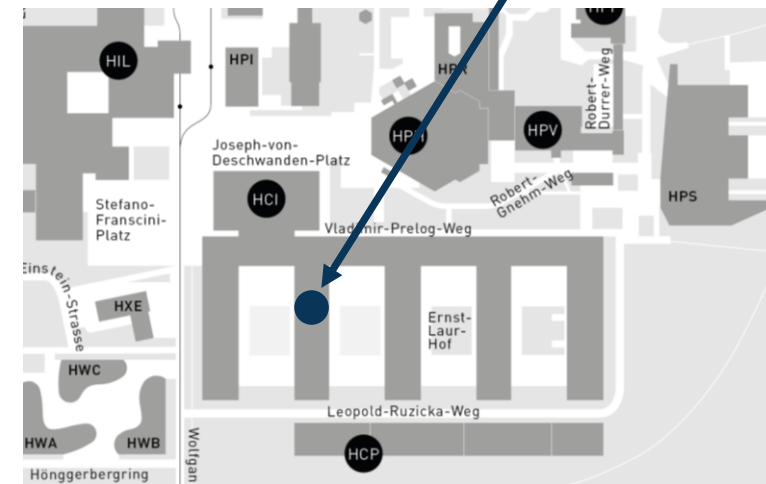 HIL
HPI
HPH
HPV
Robert-
Durrer-Weg
Joseph-von-
Deschwanden-Platz
HCI
Robert-
Gnehm-Weg
HPS
Stefano-
Franscini-
Platz
Vladimir-Prelog-Weg
Einstein-Strasse
HXE
Ernst-
Laur-
Hof
HWC
Leopold-Ruzicka-Weg
HWA
HWB
HCP
Wolfgan
Hönggerbergring